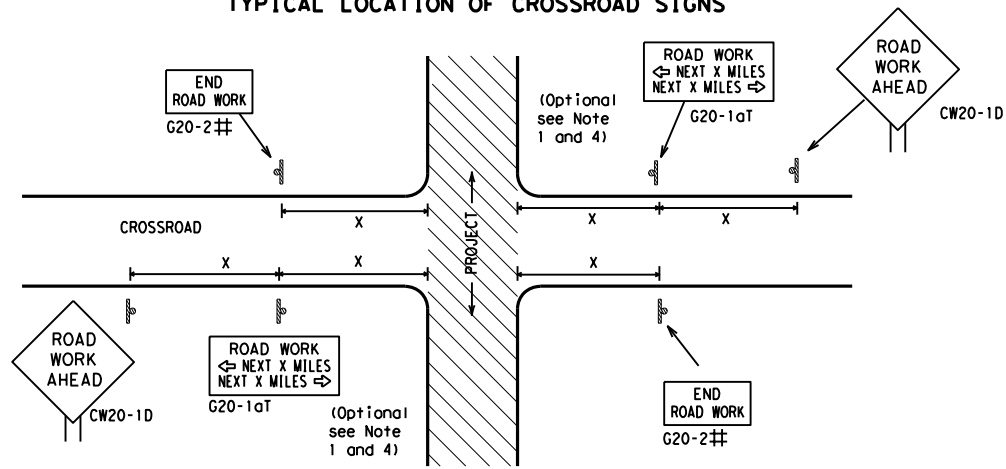 TYPICAL LOCATION OF CROSSROAD SIGNS
END
ROAD WORK
G20-2#
(Optional
see Note
1 and 4)
ROAD WORK
⇦ NEXT X MILES
NEXT X MILES ⇨
G20-1aT
ROAD
WORK
AHEAD
CW20-1D
X
X
X
CROSSROAD
PROJECT
X
X
X
ROAD
WORK
AHEAD
CW20-1D
ROAD WORK
⇦ NEXT X MILES
NEXT X MILES ⇨
G20-1aT
(Optional
see Note
1 and 4)
END
ROAD WORK
G20-2#